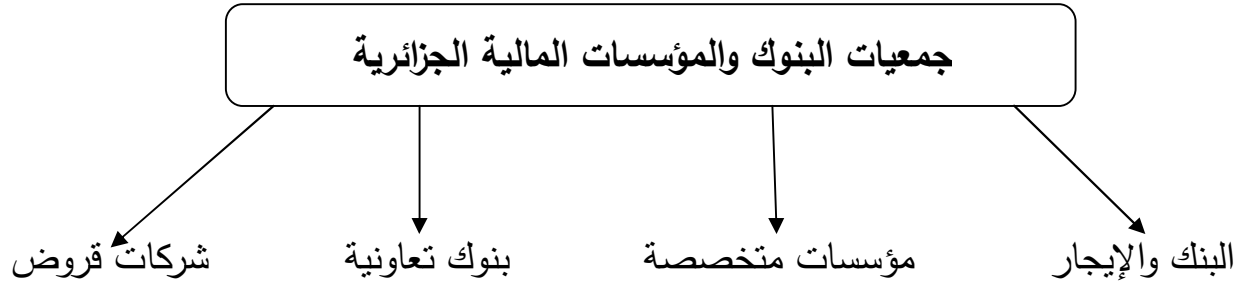 جمعيات البنوك والمؤسسات المالية الجزائرية
البنك والإيجار
مؤسسات متخصصة
بنوك تعاونية
شركات قروض